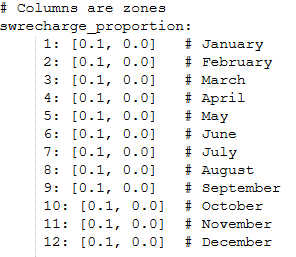 # Columns are zones
swrecharge_proportion:
1: [0.1, 0.0] # January
2: [0.1, 0.0] # February
3: [0.1, 0.0] # March
4: [0.1, 0.0] # April
5: [0.1, 0.0] # May
6: [0.1, 0.0] # June
7: [0.1, 0.0] # July
8: [0.1, 0.0] # August
9: [0.1, 0.0] # September
10: [0.1, 0.0] # October
11: [0.1, 0.0] # November
12: [0.1, 0.0] # December